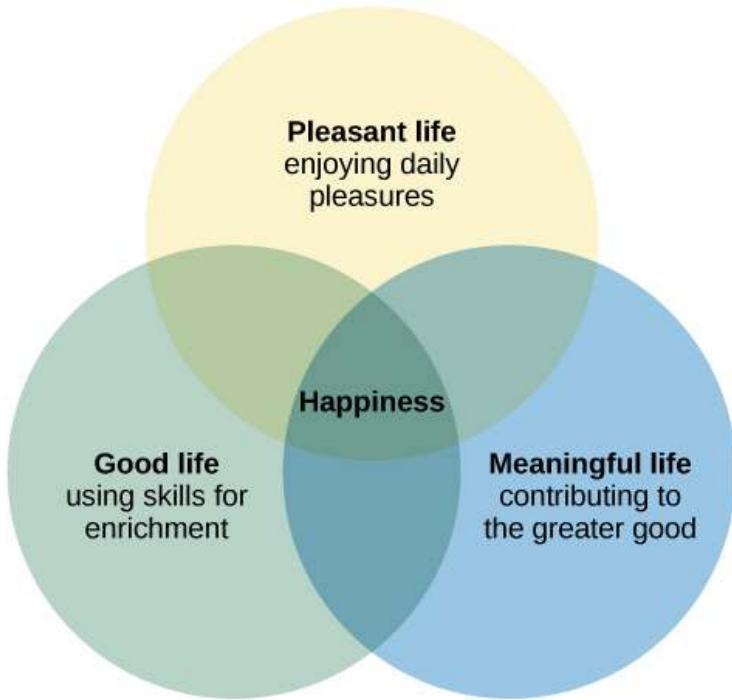 Pleasant life
enjoying daily
pleasures
Happiness
Good life
using skills for
enrichment
Meaningful life
contributing to
the greater good